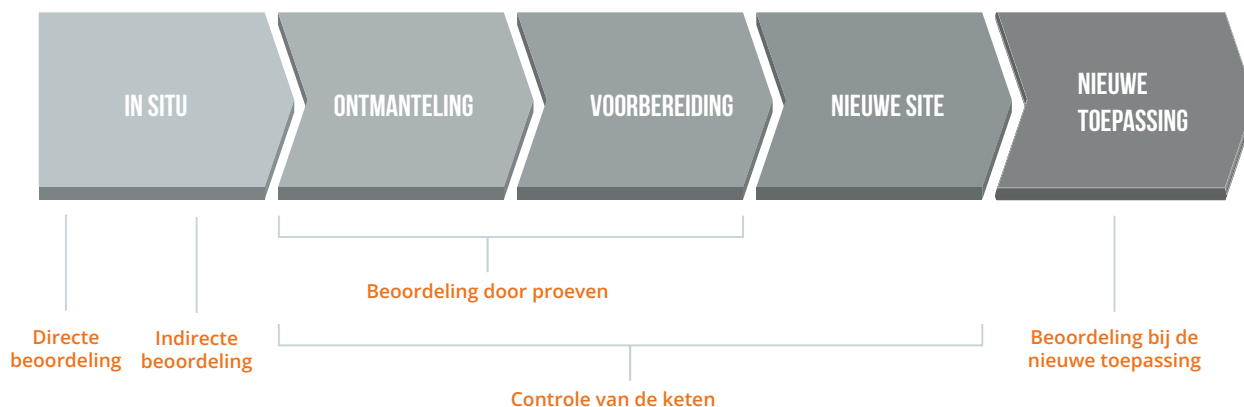 IN SITU
ONTMANTELING
VOORBEREIDING
NIEUWE SITE
NIEUWE
TOEPASSING
Beoordeling door proeven
Directe
beoordeling
Indirecte
beoordeling
Beoordeling bij de
nieuwe toepassing
Controle van de keten